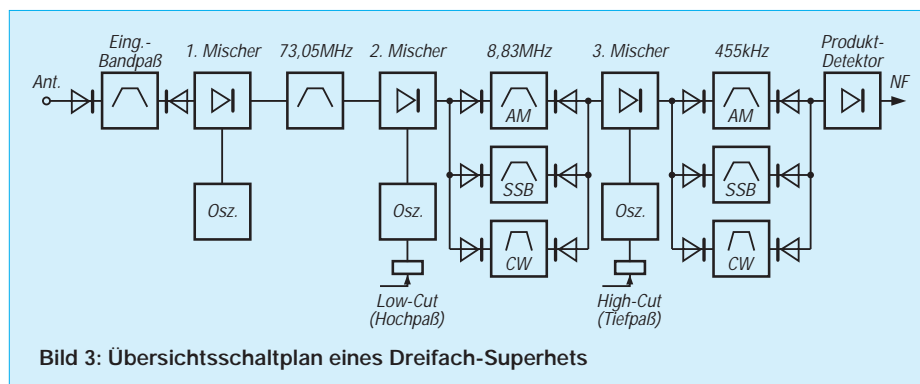 Ant.
Eing.-
Bandpaß
1. Mischer
73,05MHz
2. Mischer
8,83MHz
3. Mischer
455kHz
Produkt-
Detektor
NF
AM
SSB
CW
AM
SSB
CW
Osz.
Osz.
Osz.
Low-Cut
(Hochpaß)
High-Cut
(Tiefpaß)
Bild 3: Übersichtsschaltplan eines Dreifach-Superhets